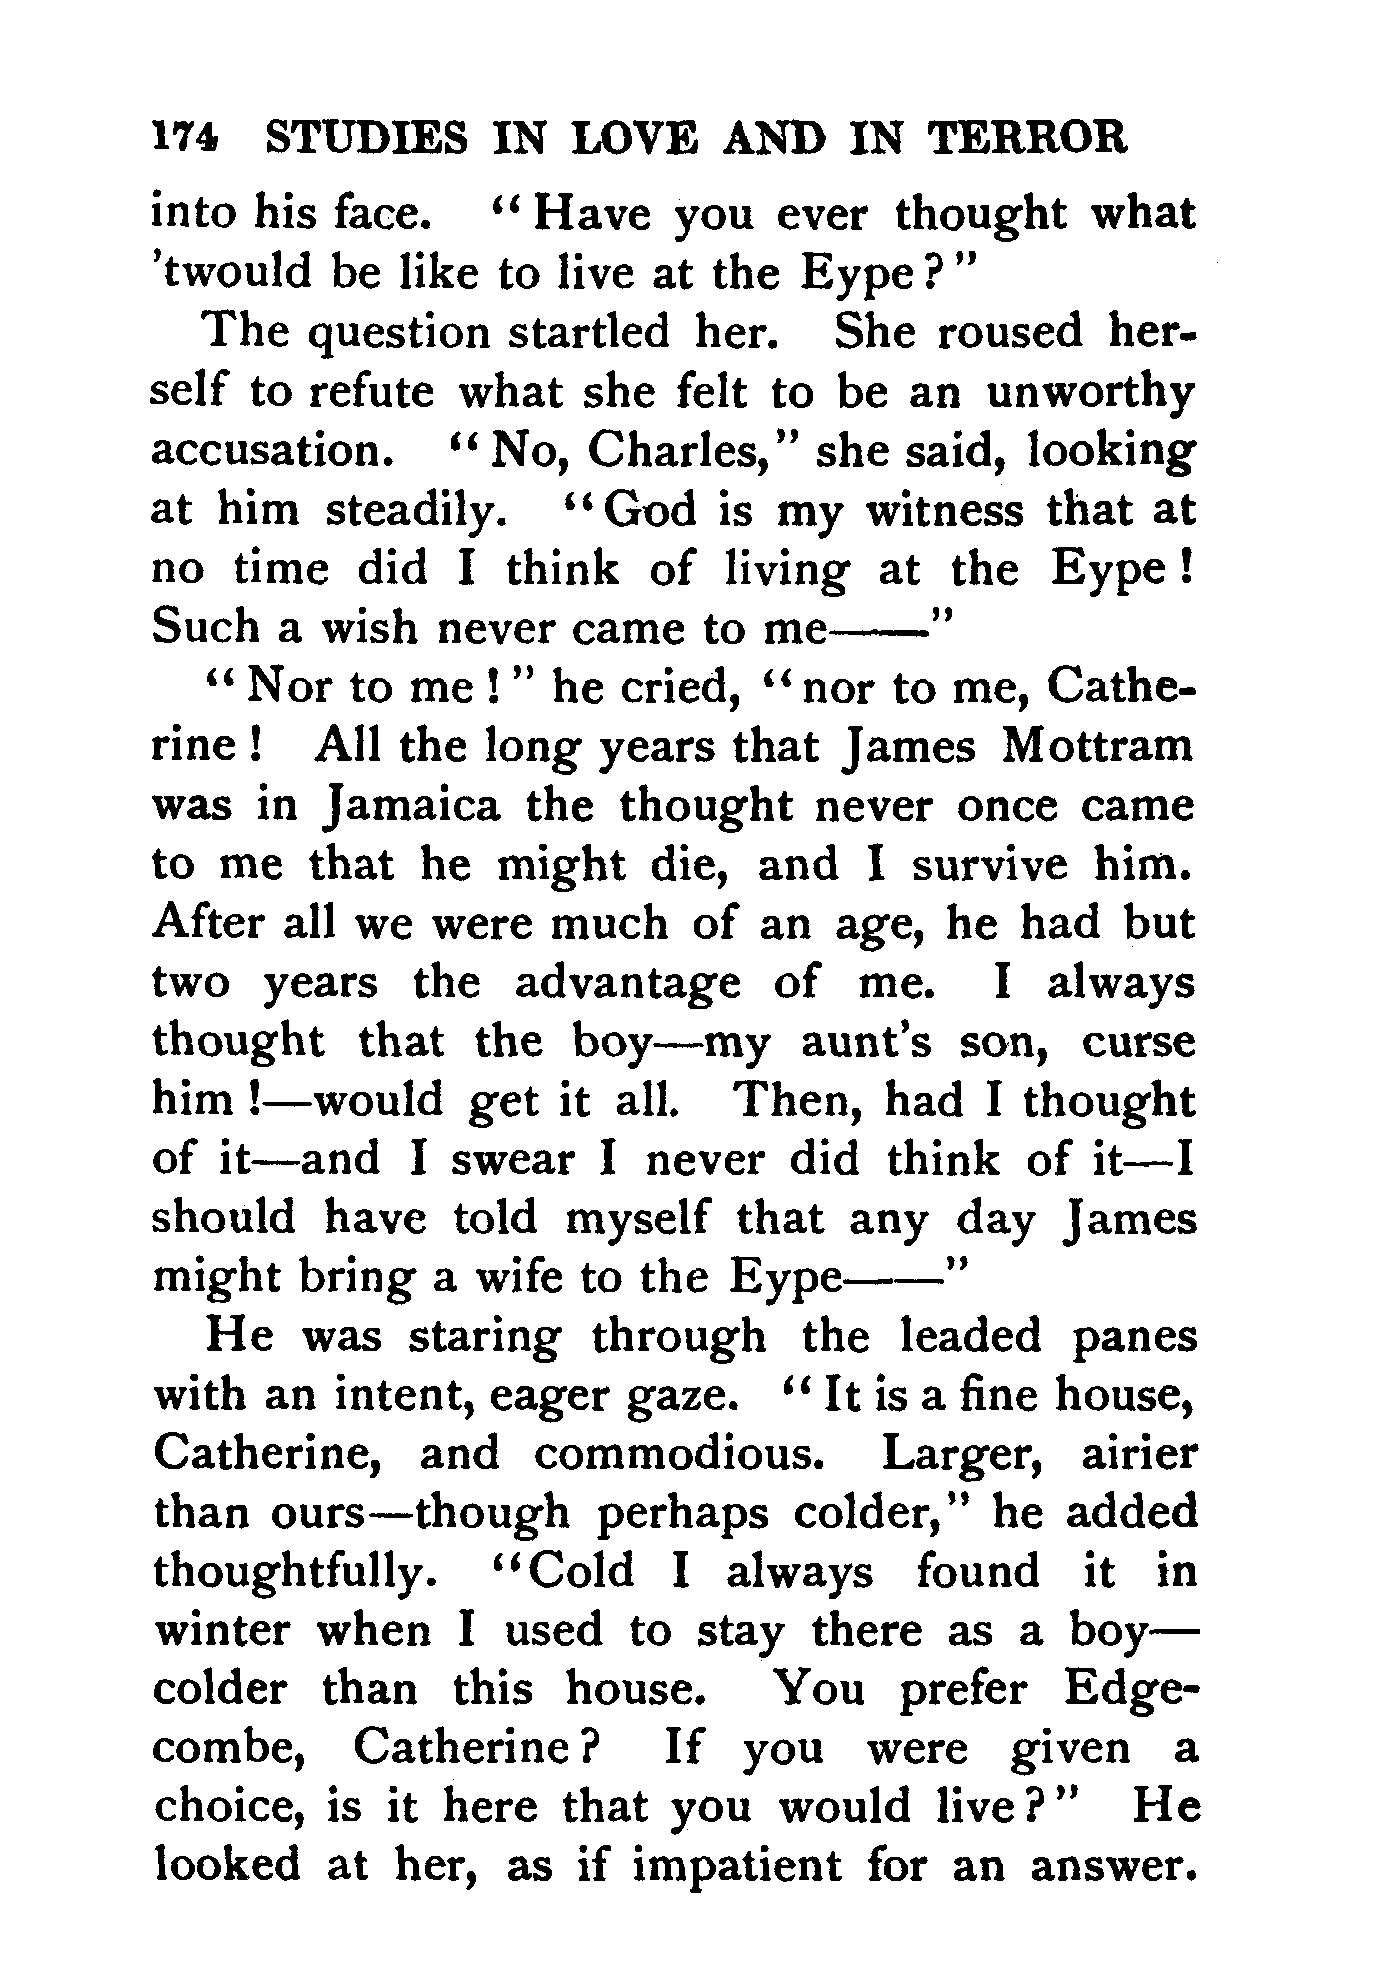 174 STUDIES IN LOVE AND IN TERROR
into his face. "Have you ever thought what
'twould be like to live at the Eype?"
The question startled her. She roused her-
self to refute what she felt to be an unworthy
accusation. "No, Charles," she said, looking
at him steadily. "God is my witness that at
no time did I think of living at the Eype!
Such a wish never came to me——"
"Nor to me!" he cried, "nor to me, Cathe-
rine! All the long years that James Mottram
was in Jamaica the thought never once came
to me that he might die, and I survive him.
After all we were much of an age, he had but
two years the advantage of me. I always
thought that the boy—my aunt's son, curse
him!—would get it all. Then, had I thought
of it—and I swear I never did think of it—I
should have told myself that any day James
might bring a wife to the Eype——"
He was staring through the leaded panes
with an intent, eager gaze. "It is a fine house,
Catherine, and commodious. Larger, airier
than ours—though perhaps colder," he added
thoughtfully. "Cold I always found it in
winter when I used to stay there as a boy—
colder than this house. You prefer Edge-
combe, Catherine? If you were given a
choice, is it here that you would live?" He
looked at her, as if impatient for an answer.